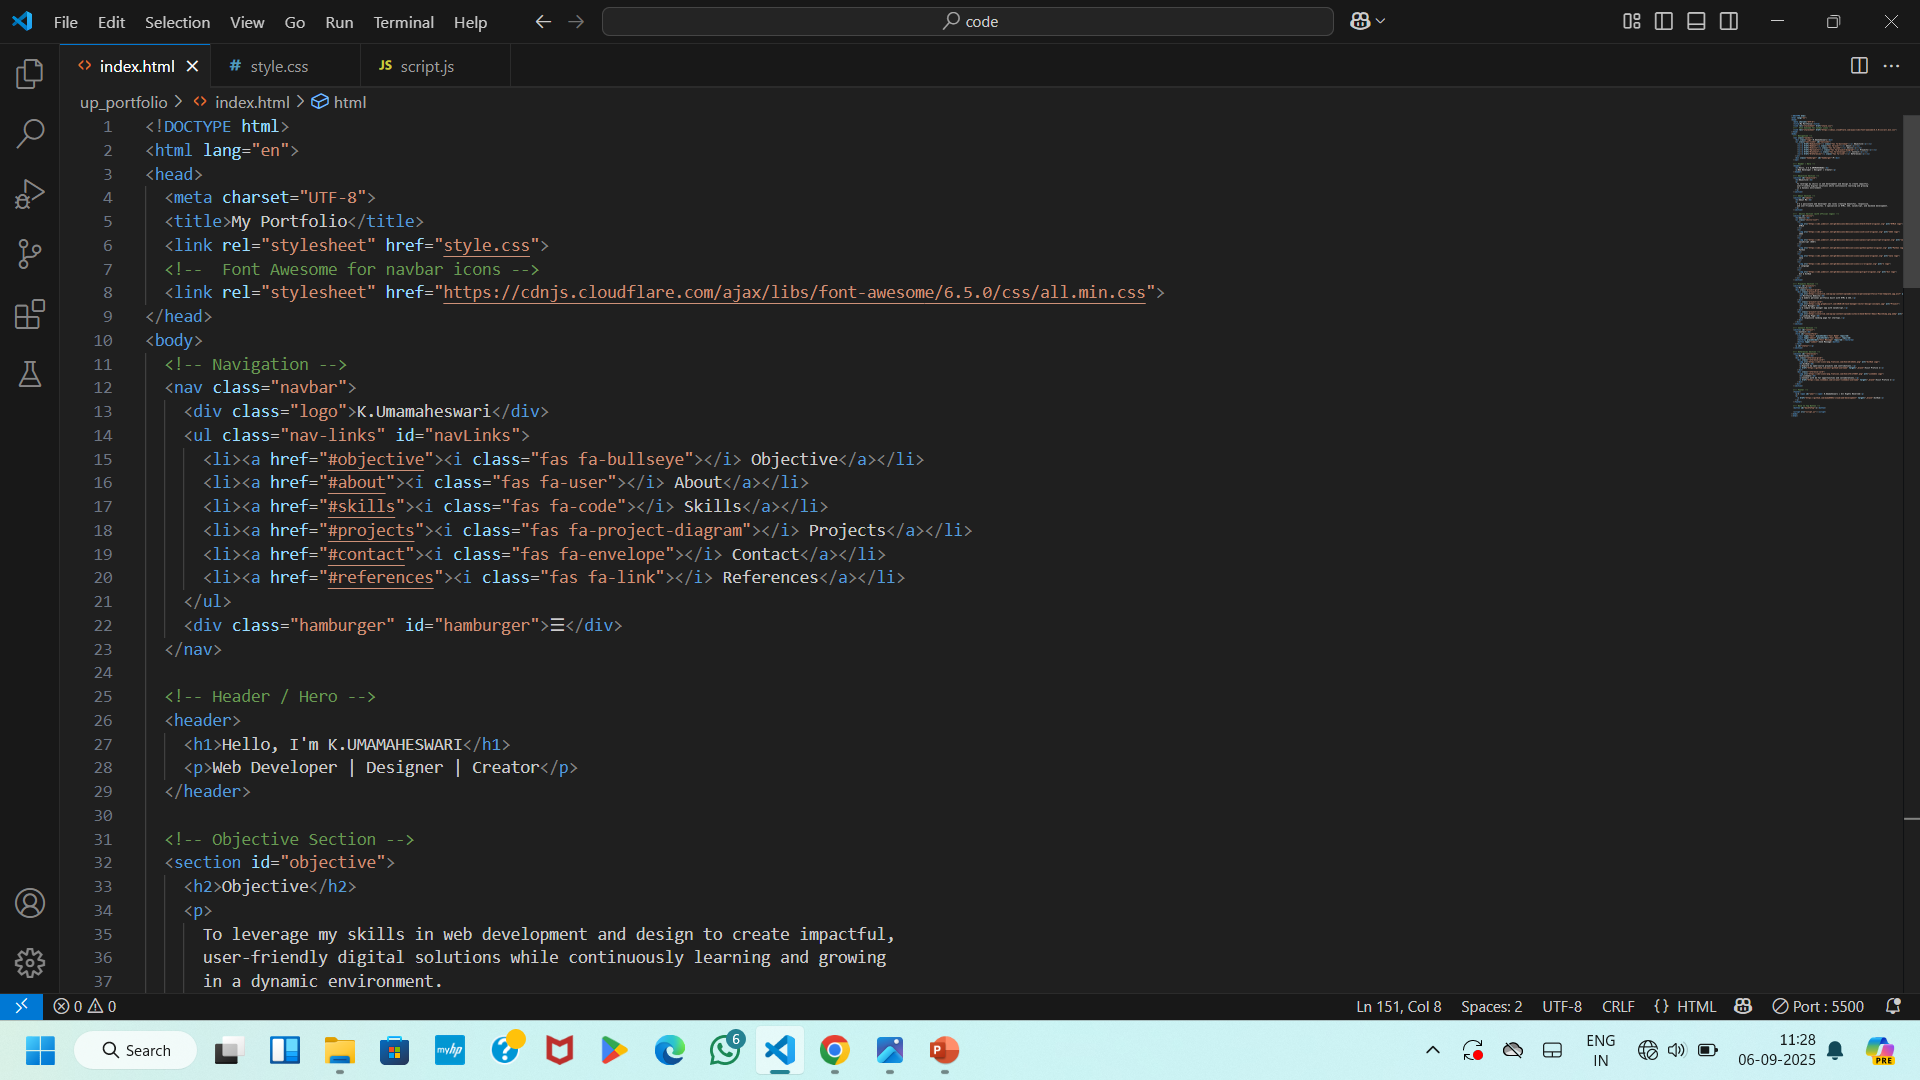 File Edit Selection View Go Run Terminal Help
code
index.html
# style.css
JS script.js
up_portfolio > index.html > html
1 <!DOCTYPE html>
2 <html lang="en">
3 <head>
4 <meta charset="UTF-8">
5 <title>My Portfolio</title>
6 <link rel="stylesheet" href="style.css">
7 <!--  Font Awesome for navbar icons -->
8 <link rel="stylesheet" href="https://cdnjs.cloudflare.com/ajax/libs/font-awesome/6.5.0/css/all.min.css">
9 </head>
10 <body>
11 <!-- Navigation -->
12 <nav class="navbar">
13 <div class="logo">K.Umamaheswari</div>
14 <ul class="nav-links" id="navLinks">
15 <li><a href="#objective"><i class="fas fa-bullseye"></i> Objective</a></li>
16 <li><a href="#about"><i class="fas fa-user"></i> About</a></li>
17 <li><a href="#skills"><i class="fas fa-code"></i> Skills</a></li>
18 <li><a href="#projects"><i class="fas fa-project-diagram"></i> Projects</a></li>
19 <li><a href="#contact"><i class="fas fa-envelope"></i> Contact</a></li>
20 <li><a href="#references"><i class="fas fa-link"></i> References</a></li>
21 </ul>
22 <div class="hamburger" id="hamburger">☰</div>
23 </nav>
24
25 <!-- Header / Hero -->
26 <header>
27 <h1>Hello, I'm K.UMAMAHESWARI</h1>
28 <p>Web Developer | Designer | Creator</p>
29 </header>
30
31 <!-- Objective Section -->
32 <section id="objective">
33 <h2>Objective</h2>
34 <p>
35 To leverage my skills in web development and design to create impactful,
36 user-friendly digital solutions while continuously learning and growing
37 in a dynamic environment.
0 0
Ln 151, Col 8
Spaces: 2
UTF-8
CRLF
{} HTML
Port : 5500
Search
myhp
6
P
ENG
IN
11:28
06-09-2025
PRE